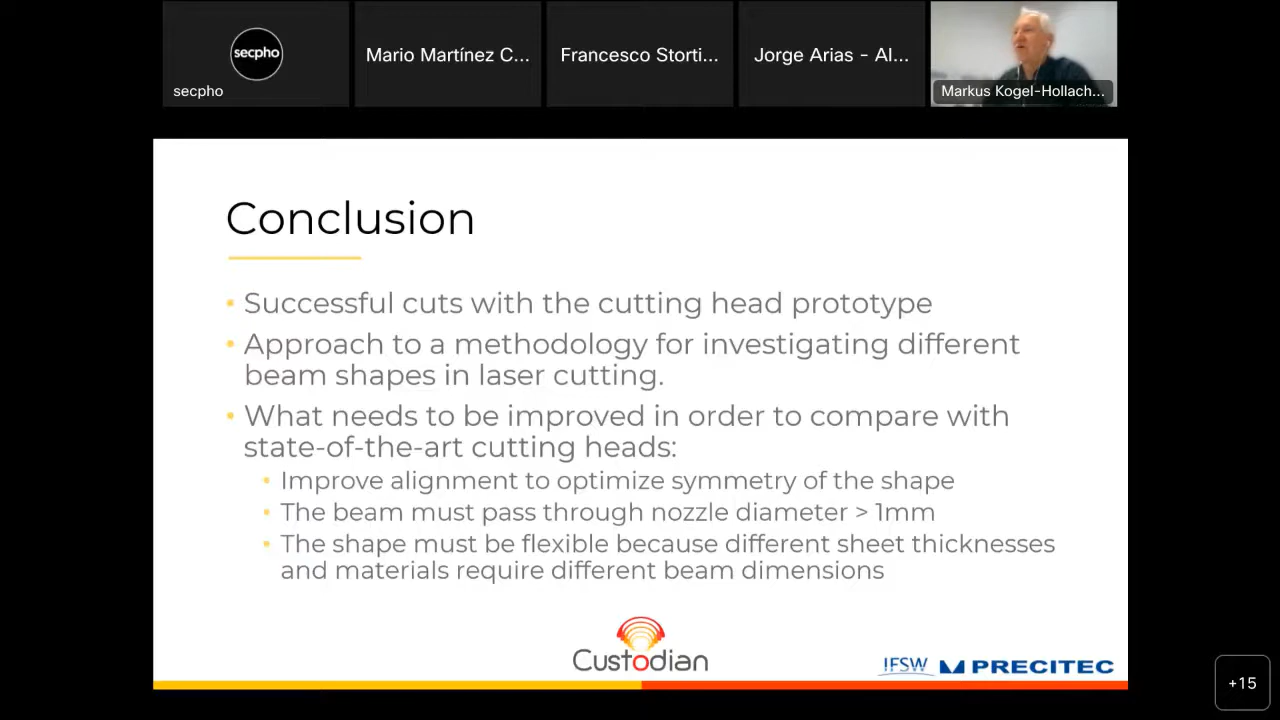 secpho
secpho
Mario Martínez C...
Francesco Storti...
Jorge Arias - Al...
Markus Kogel-Hollach...
Conclusion
• Successful cuts with the cutting head prototype
• Approach to a methodology for investigating different
beam shapes in laser cutting.
• What needs to be improved in order to compare with
state-of-the-art cutting heads:
• Improve alignment to optimize symmetry of the shape
• The beam must pass through nozzle diameter > 1mm
• The shape must be flexible because different sheet thicknesses
and materials require different beam dimensions
Custodian
IFSW
PRECITEC
+15